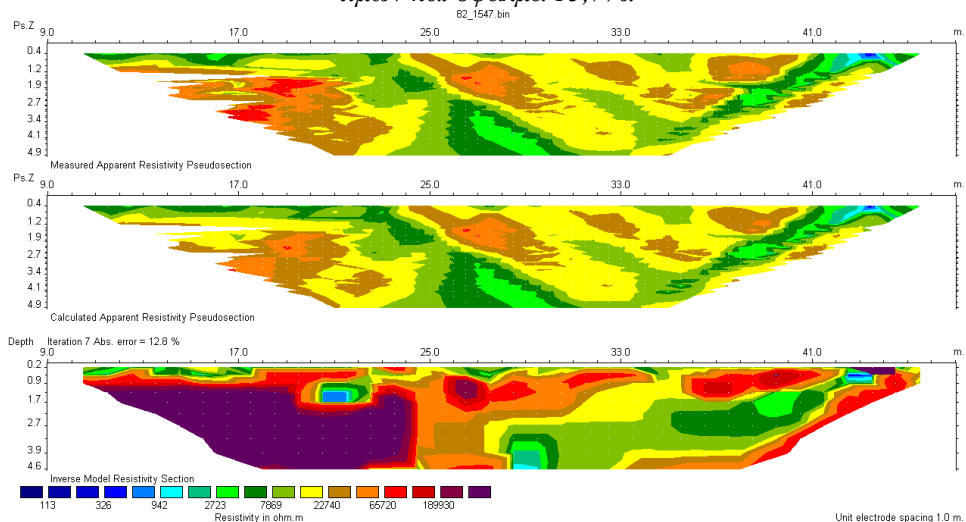 82_1547.bin
Ps.Z 9.0 17.0 25.0 33.0 41.0 m.
0.4
1.2
1.9
2.7
3.4
4.1
4.9
Measured Apparent Resistivity Pseudosection
Ps.Z 9.0 17.0 25.0 33.0 41.0 m.
0.4
1.2
1.9
2.7
3.4
4.1
4.9
Calculated Apparent Resistivity Pseudosection
Depth Iteration 7 Abs. error = 12.8 %
9.0 17.0 25.0 33.0 41.0 m.
0.2
0.9
1.7
2.7
3.9
4.6
Inverse Model Resistivity Section
113 326 942 2723 7869 22740 65720 189930
Resistivity in ohm.m
Unit electrode spacing 1.0 m.